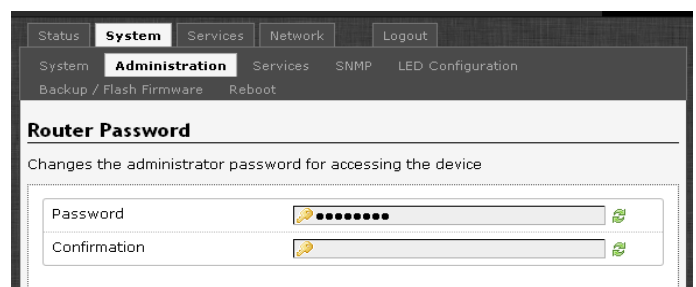 Status System Services Network Logout
System Administration Services SNMP LED Configuration
Backup / Flash Firmware Reboot
Router Password
Changes the administrator password for accessing the device
Password ●●●●●●●●
Confirmation